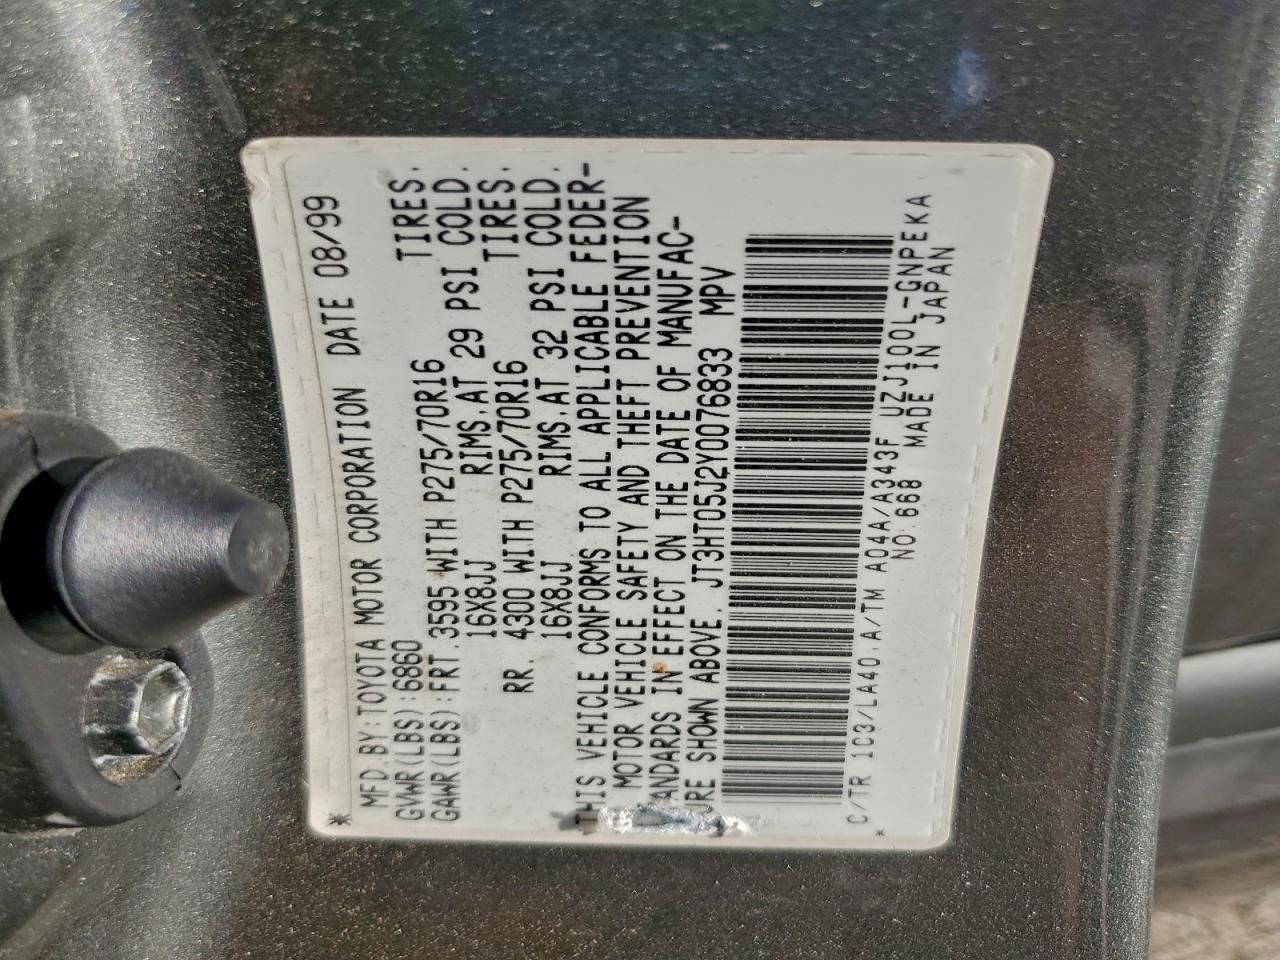 MFD.BY:TOYOTA MOTOR CORPORATION DATE 08/99
GVWR(LBS):6860
GAWR(LBS):FRT.3595 WITH P275/70R16 TIRES.
16X8JJ RIMS.AT 29 PSI COLD.
RR. 4300 WITH P275/70R16 TIRES.
16X8JJ RIMS.AT 32 PSI COLD.
THIS VEHICLE CONFORMS TO ALL APPLICABLE FEDER-
MOTOR VEHICLE SAFETY AND THEFT PREVENTION
ANDARDS IN EFFECT ON THE DATE OF MANUFAC-
URE SHOWN ABOVE. JT3HT05J2Y0076833 MPV
C/TR 1C3/LA40.A/TM A04A/A343F UZJ100L-GNPEKA
* NO.668 MADE IN JAPAN